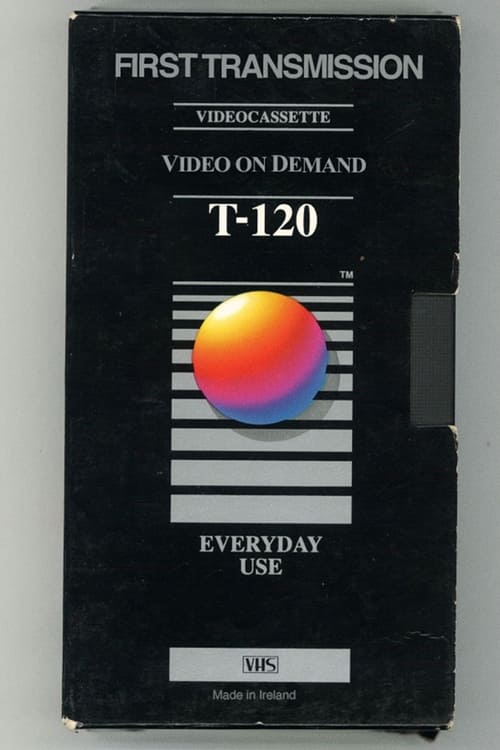 FIRST TRANSMISSION
VIDEOCASSETTE
VIDEO ON DEMAND
T-120
TM
EVERYDAY
USE
VHS
Made in Ireland